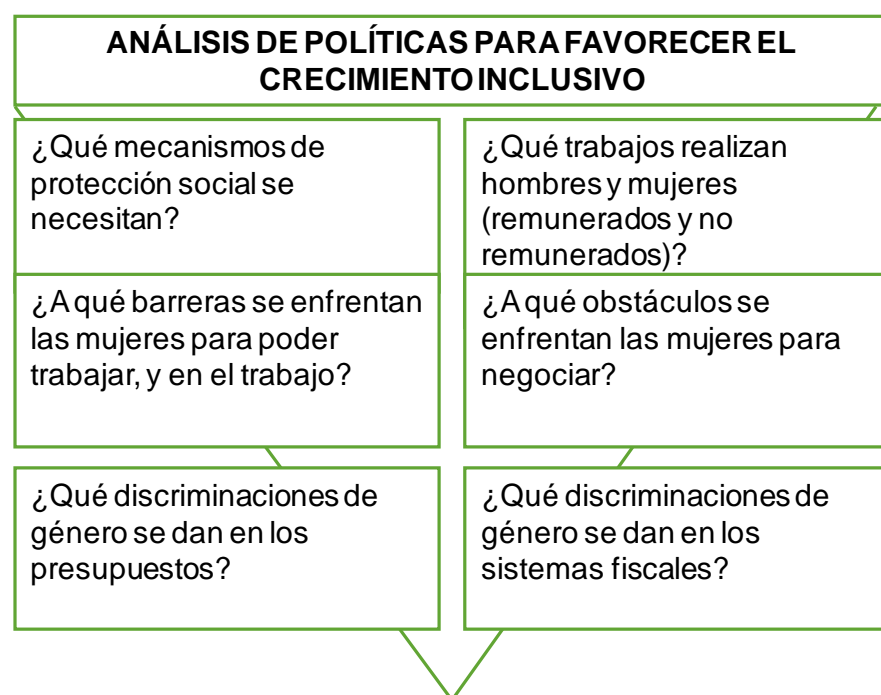 ANÁLISIS DE POLÍTICAS PARA FAVORECER EL
CRECIMIENTO INCLUSIVO
¿Qué mecanismos de
protección social se
necesitan?
¿Qué trabajos realizan
hombres y mujeres
(remunerados y no
remunerados)?
¿A qué barreras se enfrentan
las mujeres para poder
trabajar, y en el trabajo?
¿A qué obstáculos se
enfrentan las mujeres para
negociar?
¿Qué discriminaciones de
género se dan en los
presupuestos?
¿Qué discriminaciones de
género se dan en los
sistemas fiscales?